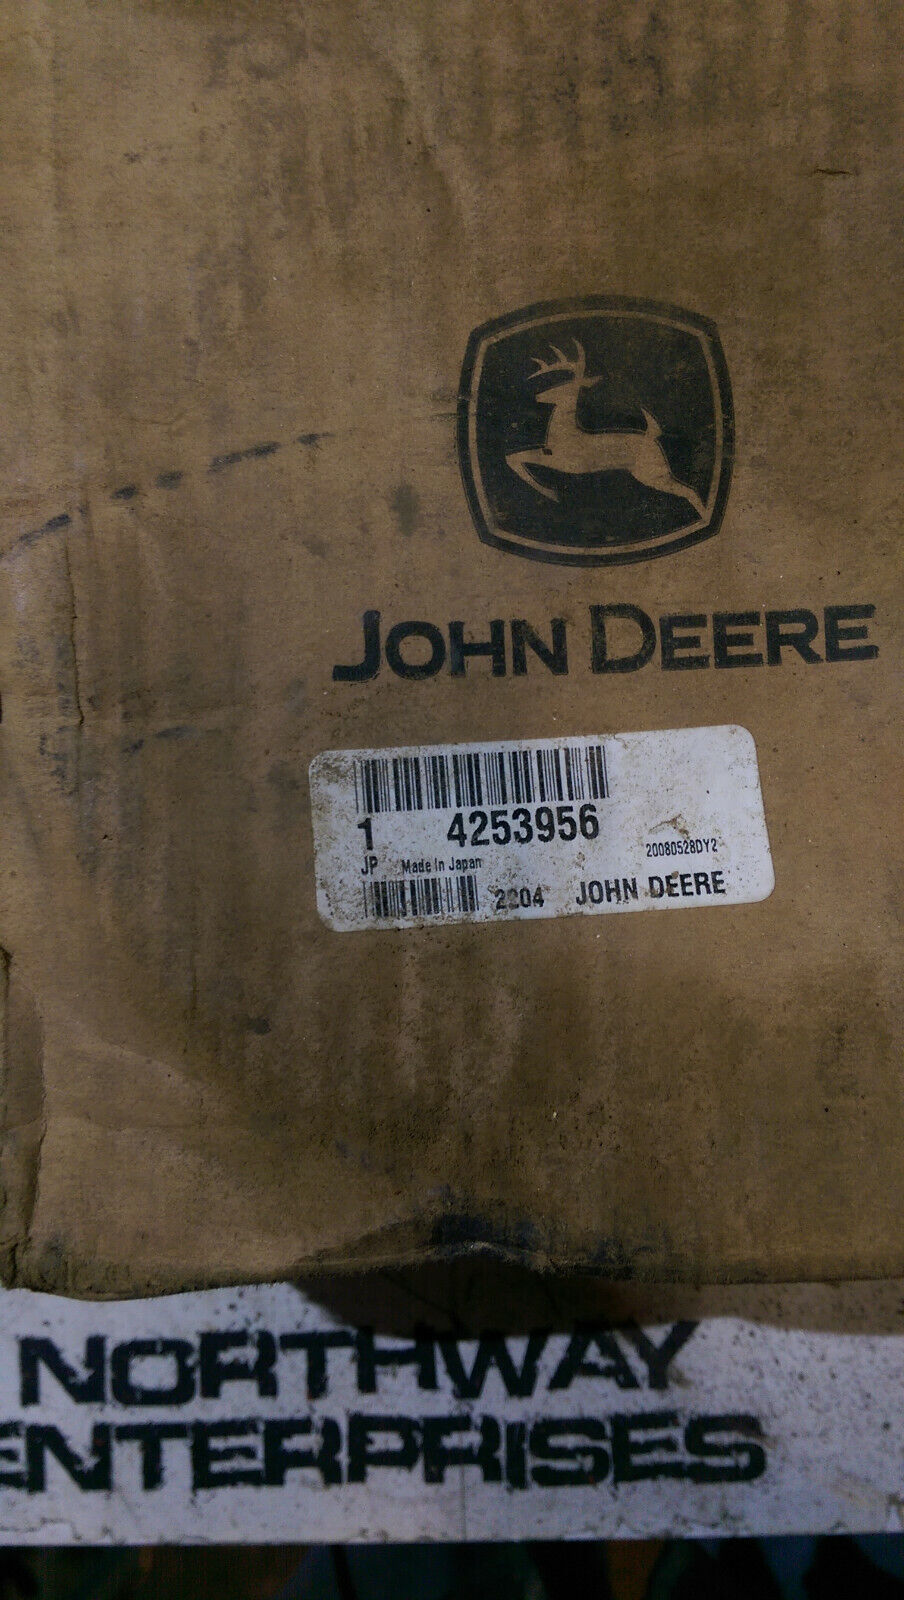 JOHN DEERE
1 4253956
JP Made In Japan 20080528DY2
2204 JOHN DEERE
NORTHWAY
ENTERPRISES